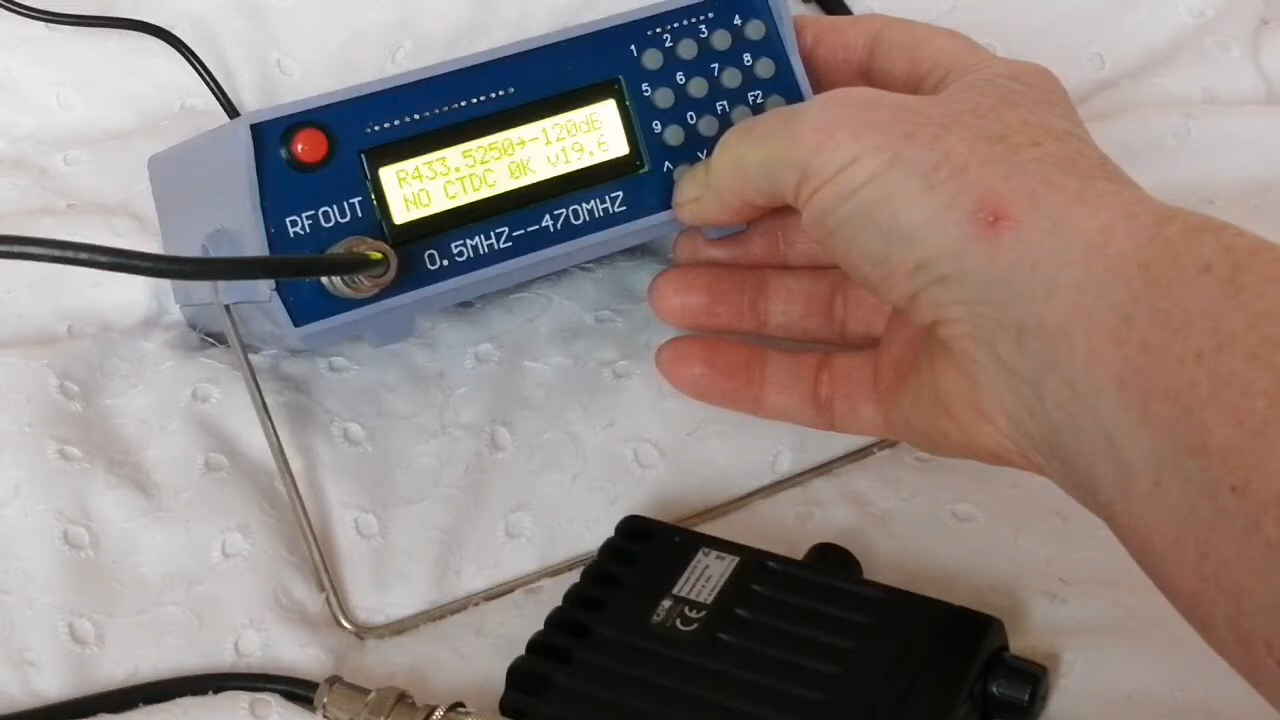 1 2 3 4
5 6 7 8
9 0 F1 F2
R433.5250+-120dB
NO CTDC OK v19.6
RFOUT
0.5MHZ--470MHZ
CE